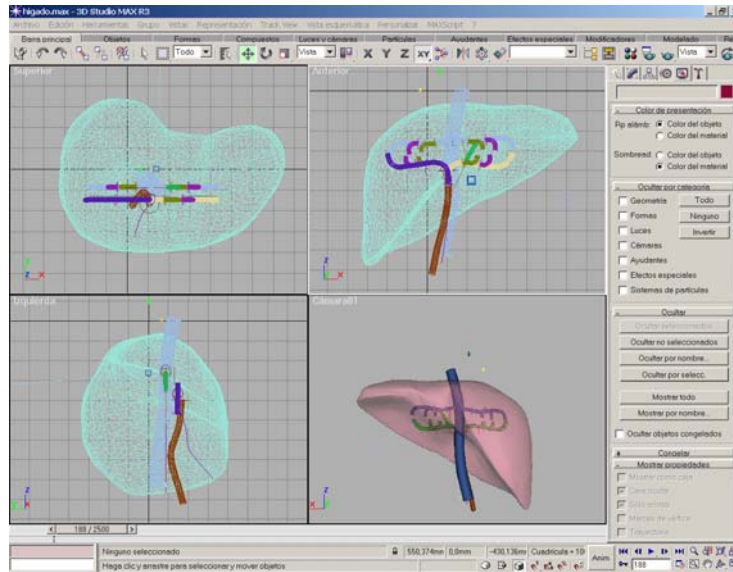 higado.max - 3D Studio MAX R3
Archivo Edición Herramientas Grupo Vistas Representación Track View Vista esquemática Personalizar MAXScript ?
Barra principal Objetos Formas Compuestos Luces y cámaras Partículas Ayudantes Efectos especiales Modificadores Modelado
Todo Vista X Y Z XY Vista
Superior
Anterior
Izquierda
Cámara01
Color de presentación
Color del objeto
Color del material
Sombread. Color del objeto
Color del material
Ocultar por categoría
Geometría Todo
Formas Ninguno
Luces Invertir
Cámaras
Ayudantes
Efectos especiales
Sistemas de partículas
Ocultar
Ocultar seleccionados
Ocultar no seleccionados
Ocultar por nombre...
Ocultar por selecc.
Mostrar todo
Mostrar por nombre...
Ocultar objetos congelados
Congelar
Mostrar propiedades
Mostrar como caja
Cara oculta
Sólo aristas
Marcas de vértice
Trayectoria
188 / 2500
Ninguno seleccionado 550,374mm 0,0mm -430,136mm Cuadrícula = 10
Haga clic y arrastre para seleccionar y mover objetos
Anim. 188